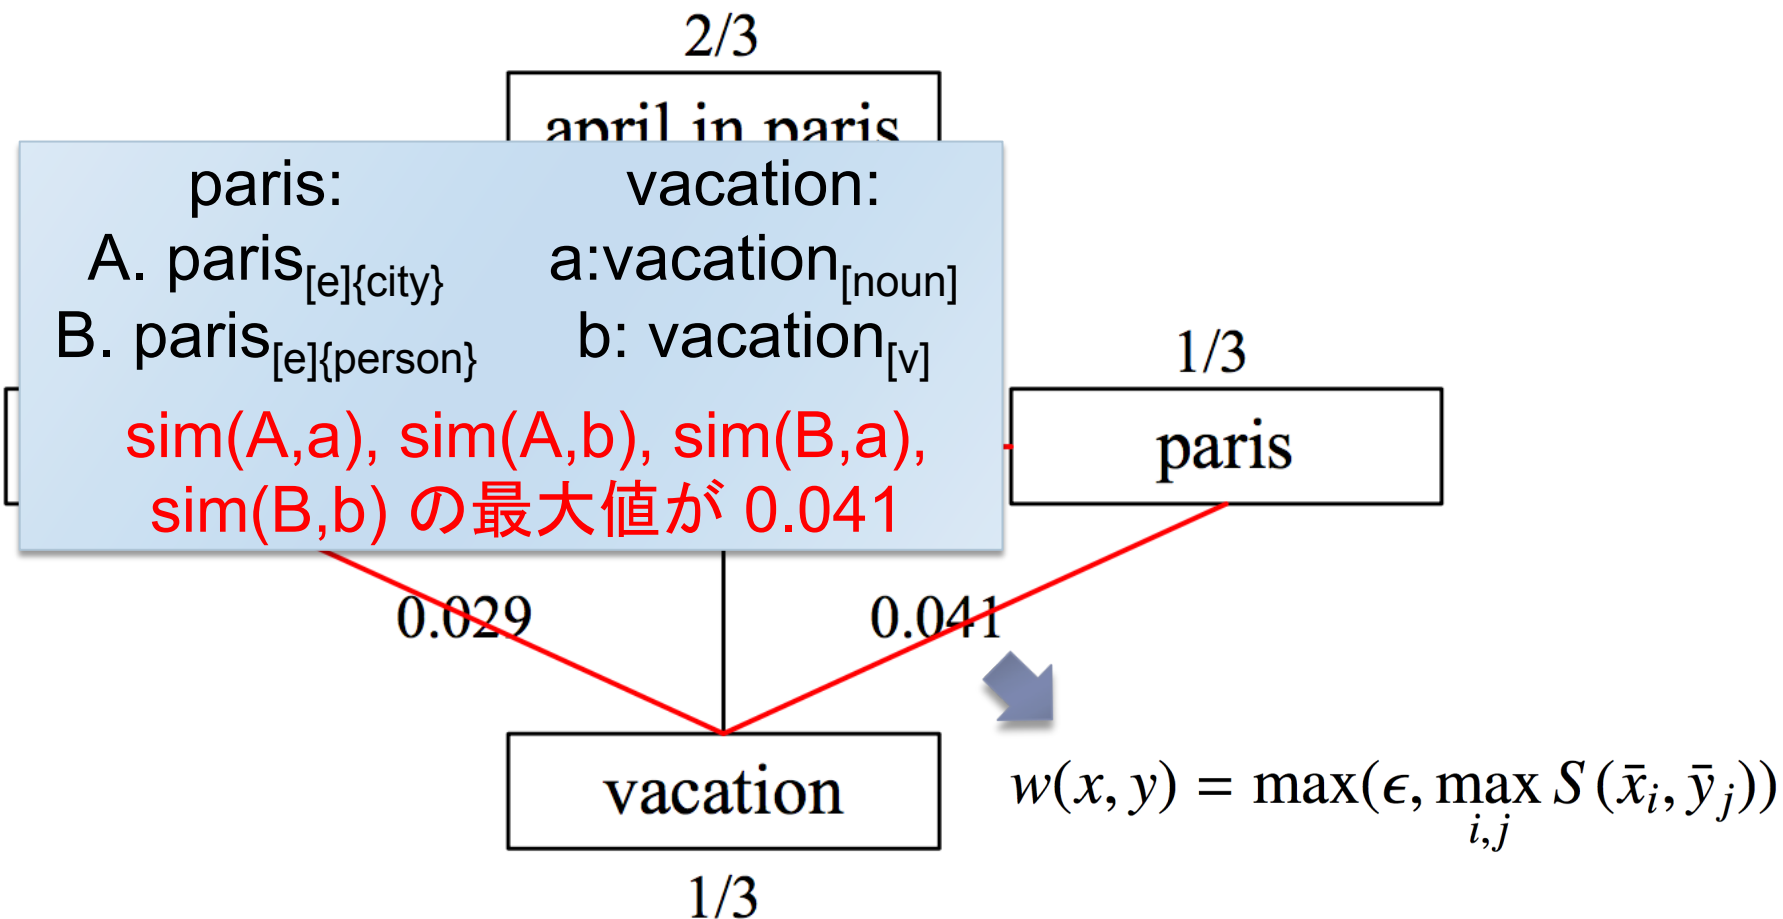 2/3
april in paris
paris:
vacation:
A. paris[e]{city}
a:vacation[noun]
B. paris[e]{person}
b: vacation[v]
sim(A,a), sim(A,b), sim(B,a),
sim(B,b) の最大値が 0.041
1/3
paris
0.029
0.041
vacation
1/3
w(x, y) = max(ϵ, max S(x̄i, ȳj))
i,j